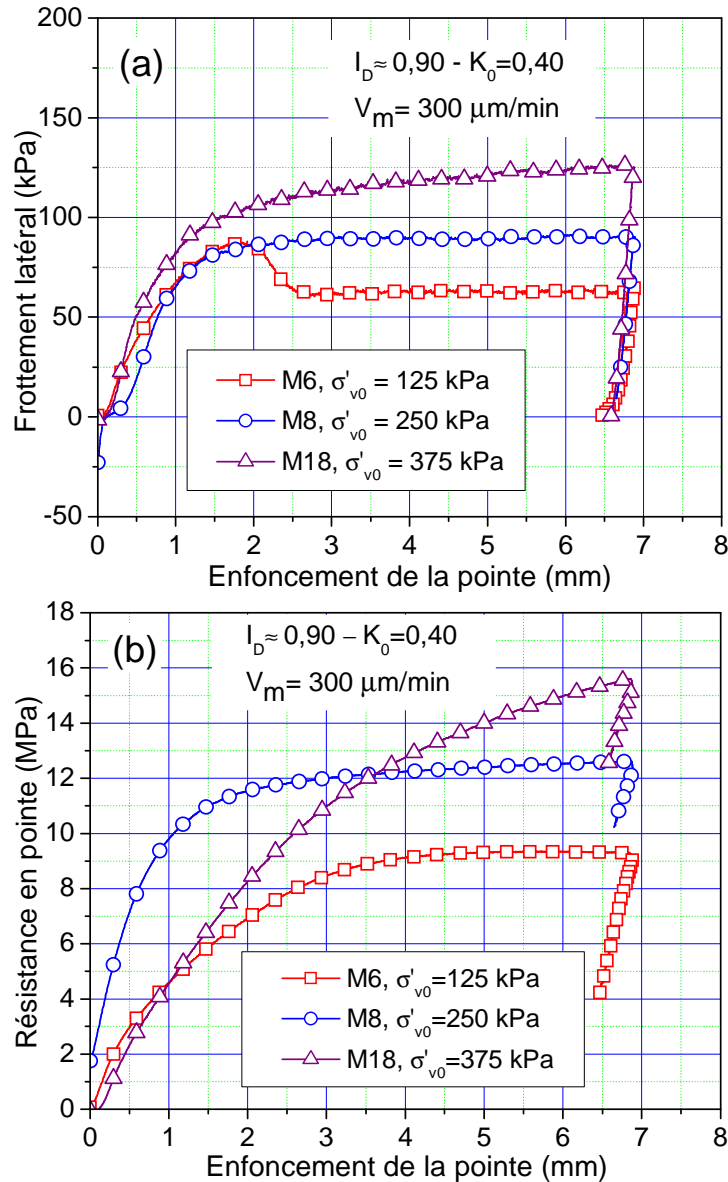 200
150
100
50
0
-50
Frottement latéral (kPa)
(a)
I_D ≈ 0,90 - K_0=0,40
V_m= 300 μm/min
M6, σ'_v0 = 125 kPa
M8, σ'_v0 = 250 kPa
M18, σ'_v0 = 375 kPa
0 1 2 3 4 5 6 7 8
Enfoncement de la pointe (mm)
18
16
14
12
10
8
6
4
2
0
Résistance en pointe (MPa)
(b)
I_D ≈ 0,90 – K_0=0,40
V_m= 300 μm/min
M6, σ'_v0=125 kPa
M8, σ'_v0=250 kPa
M18, σ'_v0=375 kPa
0 1 2 3 4 5 6 7 8
Enfoncement de la pointe (mm)